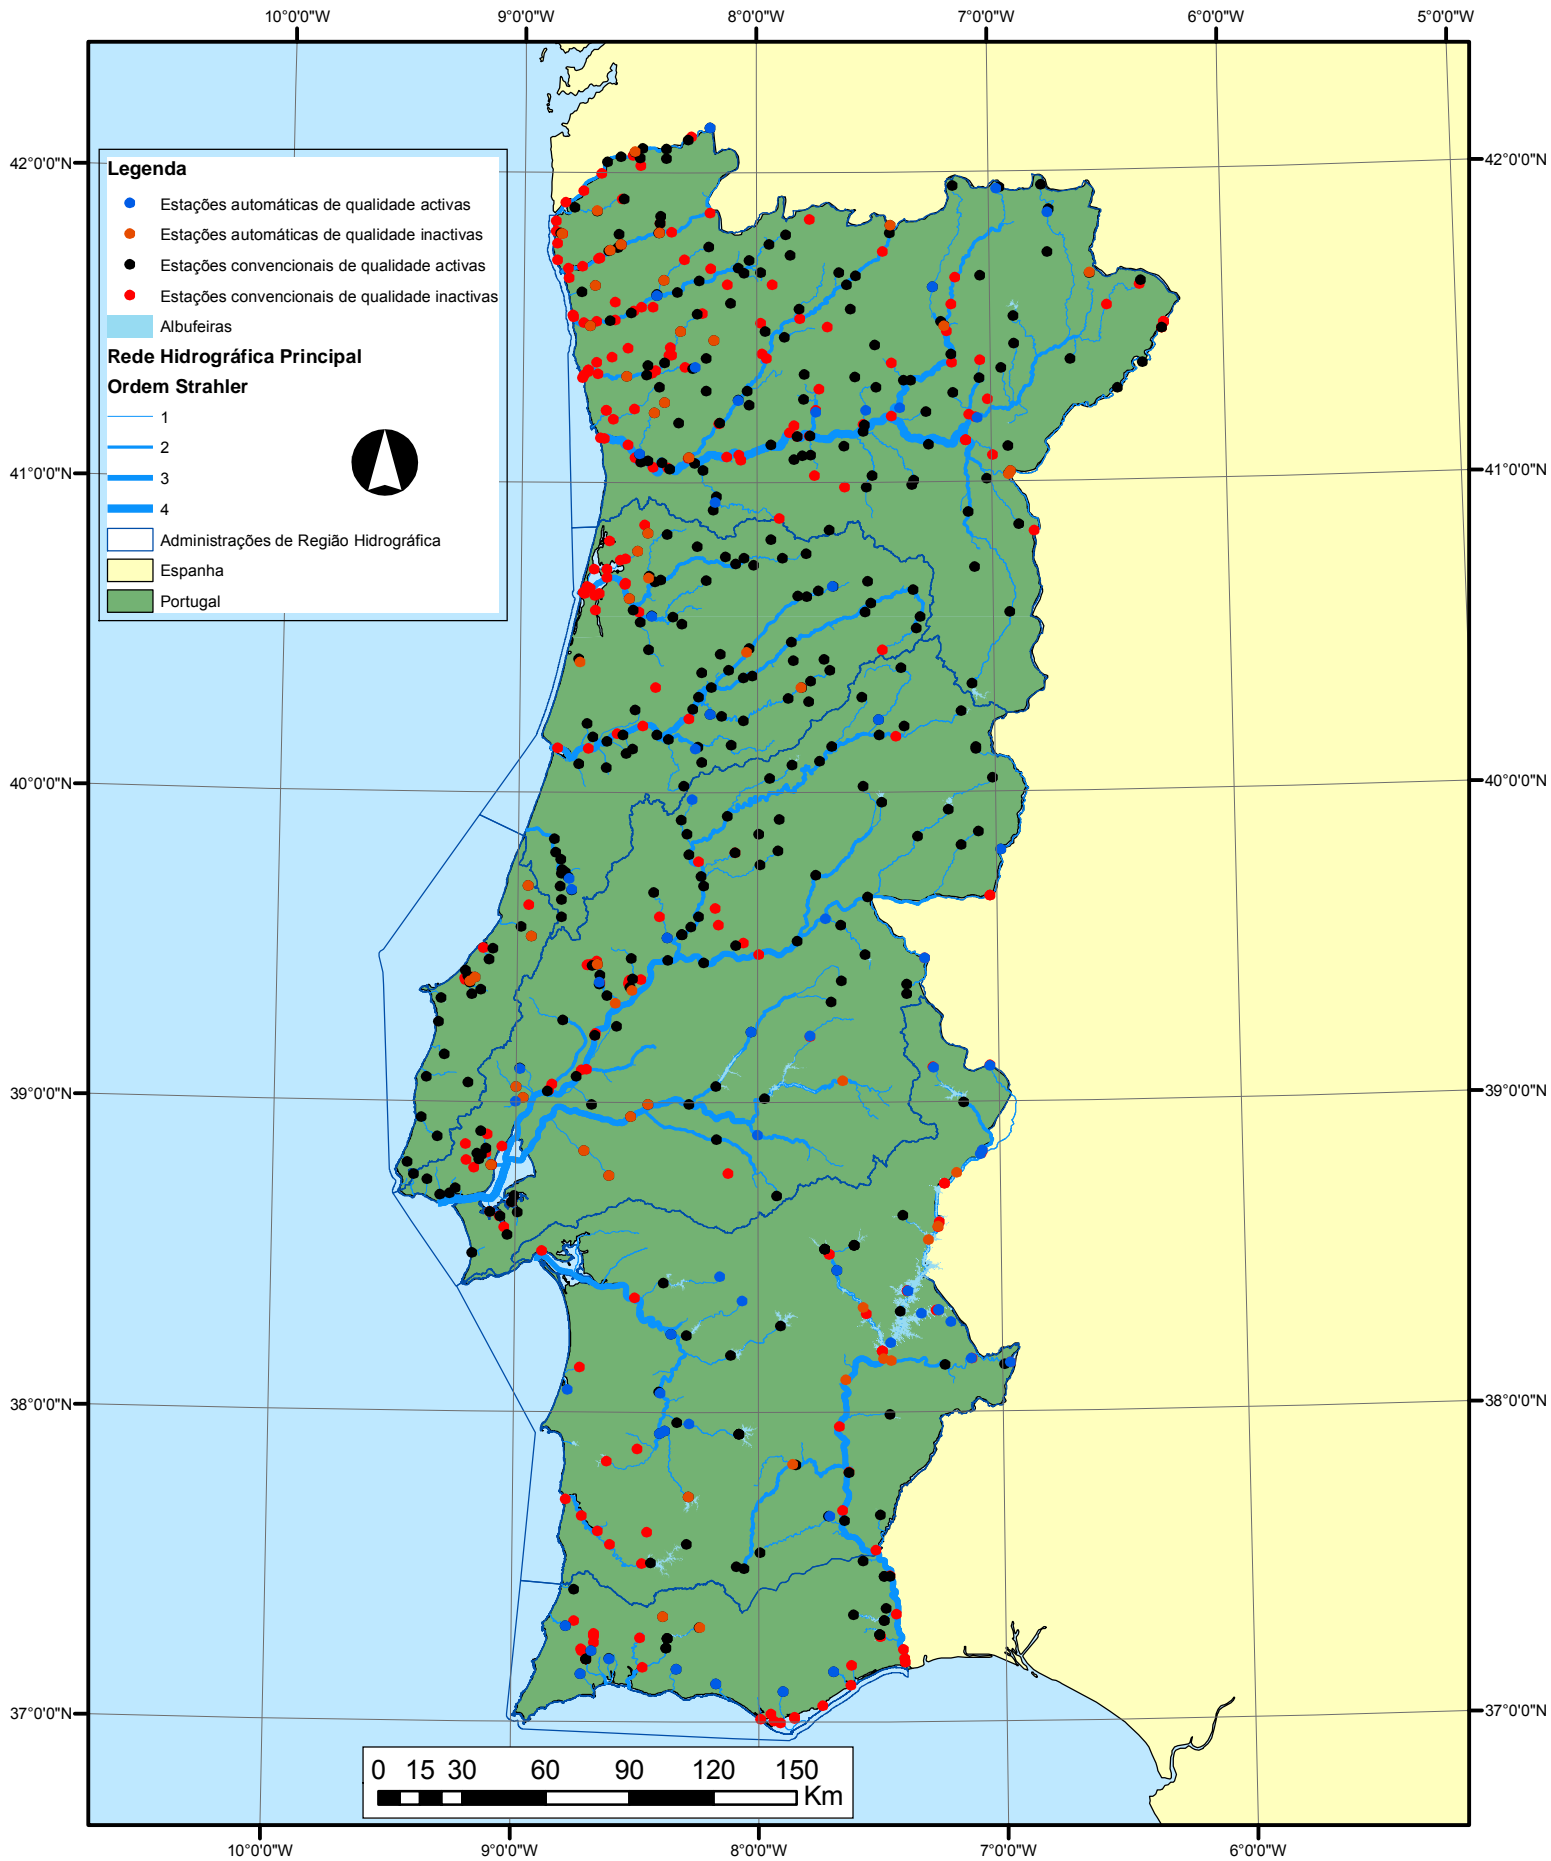 10°0'0"W 9°0'0"W 8°0'0"W 7°0'0"W 6°0'0"W 5°0'0"W
42°0'0"N 42°0'0"N
Legenda
Estações automáticas de qualidade activas
Estações automáticas de qualidade inactivas
Estações convencionais de qualidade activas
Estações convencionais de qualidade inactivas
Albufeiras
Rede Hidrográfica Principal
Ordem Strahler
1
2
3
4
Administrações de Região Hidrográfica
Espanha
Portugal
41°0'0"N 41°0'0"N
40°0'0"N 40°0'0"N
39°0'0"N 39°0'0"N
38°0'0"N 38°0'0"N
37°0'0"N 37°0'0"N
0 15 30 60 90 120 150
Km
10°0'0"W 9°0'0"W 8°0'0"W 7°0'0"W 6°0'0"W